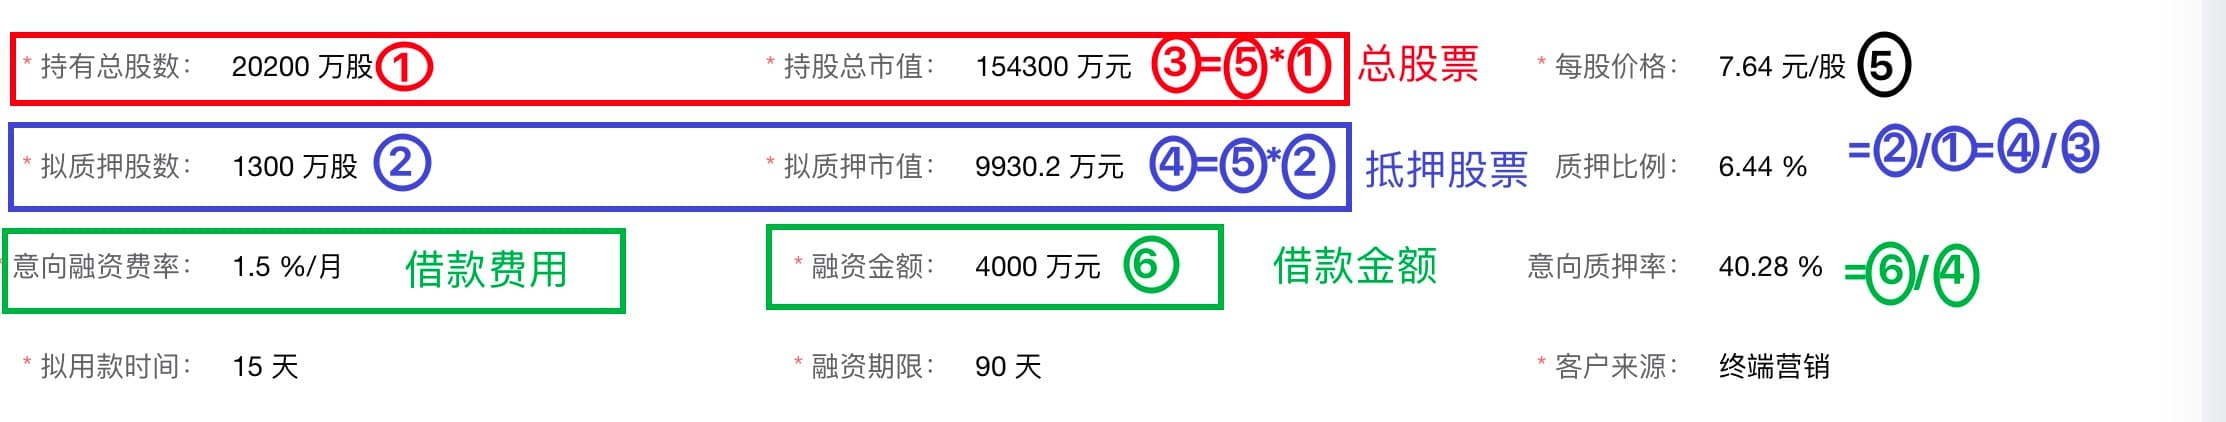 * 持有总股数： 20200 万股① * 持股总市值： 154300 万元 ③=⑤*① 总股票 * 每股价格： 7.64 元/股 ⑤
* 拟质押股数： 1300 万股 ② * 拟质押市值： 9930.2 万元 ④=⑤*② 抵押股票 质押比例： 6.44 % =②/①=④/③
意向融资费率： 1.5 %/月 借款费用 * 融资金额： 4000 万元 ⑥ 借款金额 意向质押率： 40.28 % =⑥/④
* 拟用款时间： 15 天 * 融资期限： 90 天 * 客户来源： 终端营销